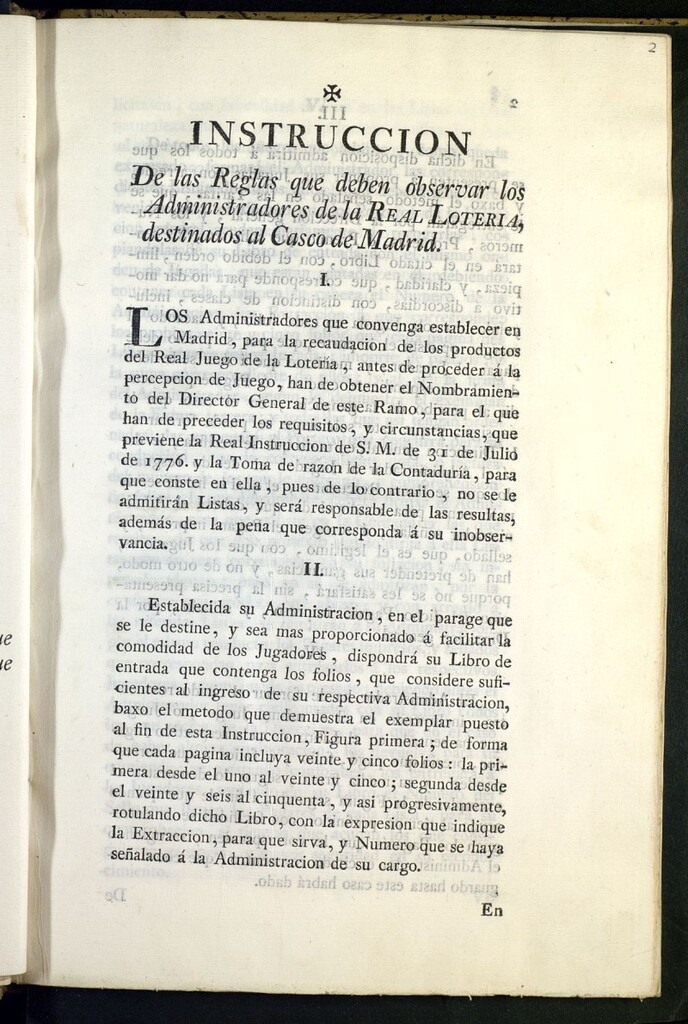 2
✠
INSTRUCCION
De las Reglas que deben observar los
Administradores de la REAL LOTERIA,
destinados al Casco de Madrid.
I.
LOS Administradores que convenga establecer en
Madrid, para la recaudacion de los productos
del Real Juego de la Lotería, antes de proceder á la
percepcion de Juego, han de obtener el Nombramien-
to del Director General de este Ramo, para el que
han de preceder los requisitos, y circunstancias, que
previene la Real Instruccion de S. M. de 31 de Julio
de 1776. y la Toma de razon de la Contaduría, para
que conste en ella, pues de lo contrario, no se le
admitirán Listas, y será responsable de las resultas,
además de la pena que corresponda á su inobser-
vancia.
II.
Establecida su Administracion, en el parage que
se le destine, y sea mas proporcionado á facilitar la
comodidad de los Jugadores, dispondrá su Libro de
entrada que contenga los folios, que considere sufi-
cientes al ingreso de su respectiva Administracion,
baxo el metodo que demuestra el exemplar puesto
al fin de esta Instruccion, Figura primera; de forma
que cada pagina incluya veinte y cinco folios: la pri-
mera desde el uno al veinte y cinco; segunda desde
el veinte y seis al cinquenta, y asi progresivamente,
rotulando dicho Libro, con la expresion que indique
la Extraccion, para que sirva, y Numero que se haya
señalado á la Administracion de su cargo.
En